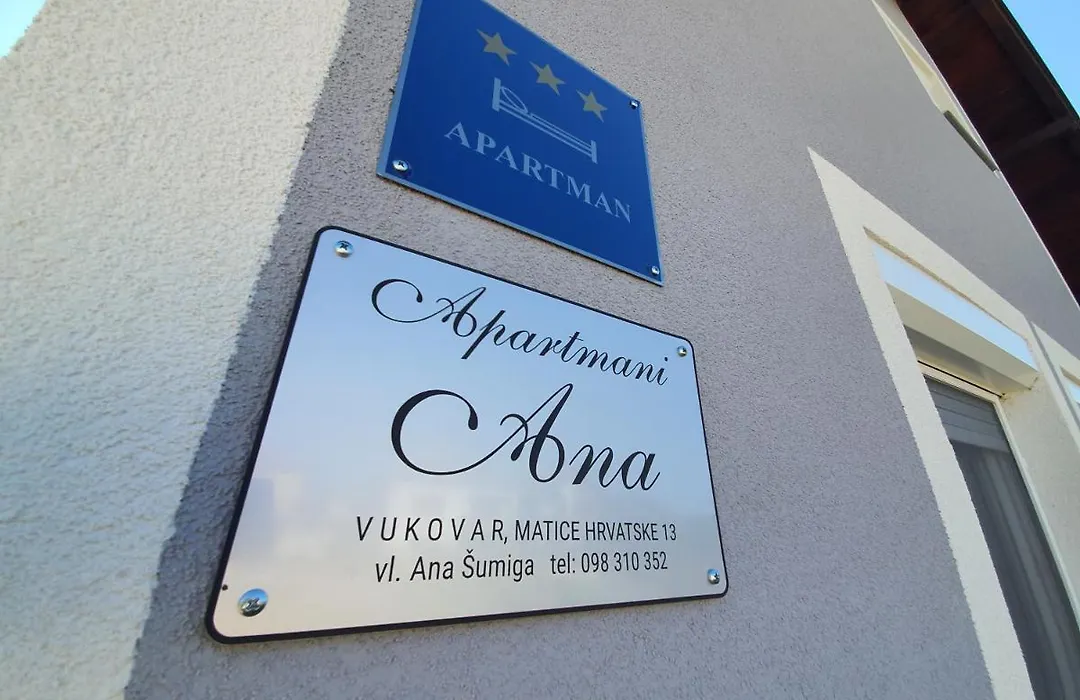 APARTMAN
Apartmani
Ana
VUKOVAR, MATICE HRVATSKE 13
vl. Ana Šumiga tel: 098 310 352